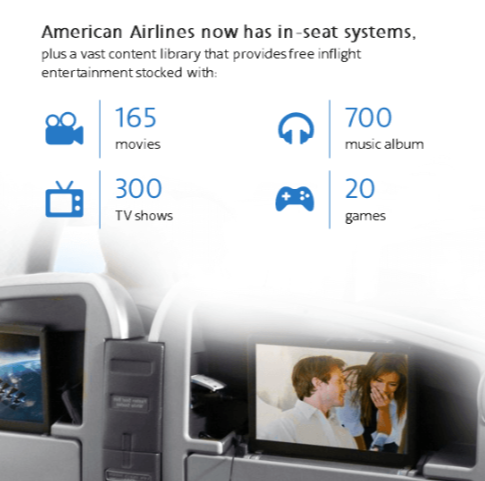 American Airlines now has in-seat systems,
plus a vast content library that provides free inflight
entertainment stocked with:
165
movies
700
music album
300
TV shows
20
games